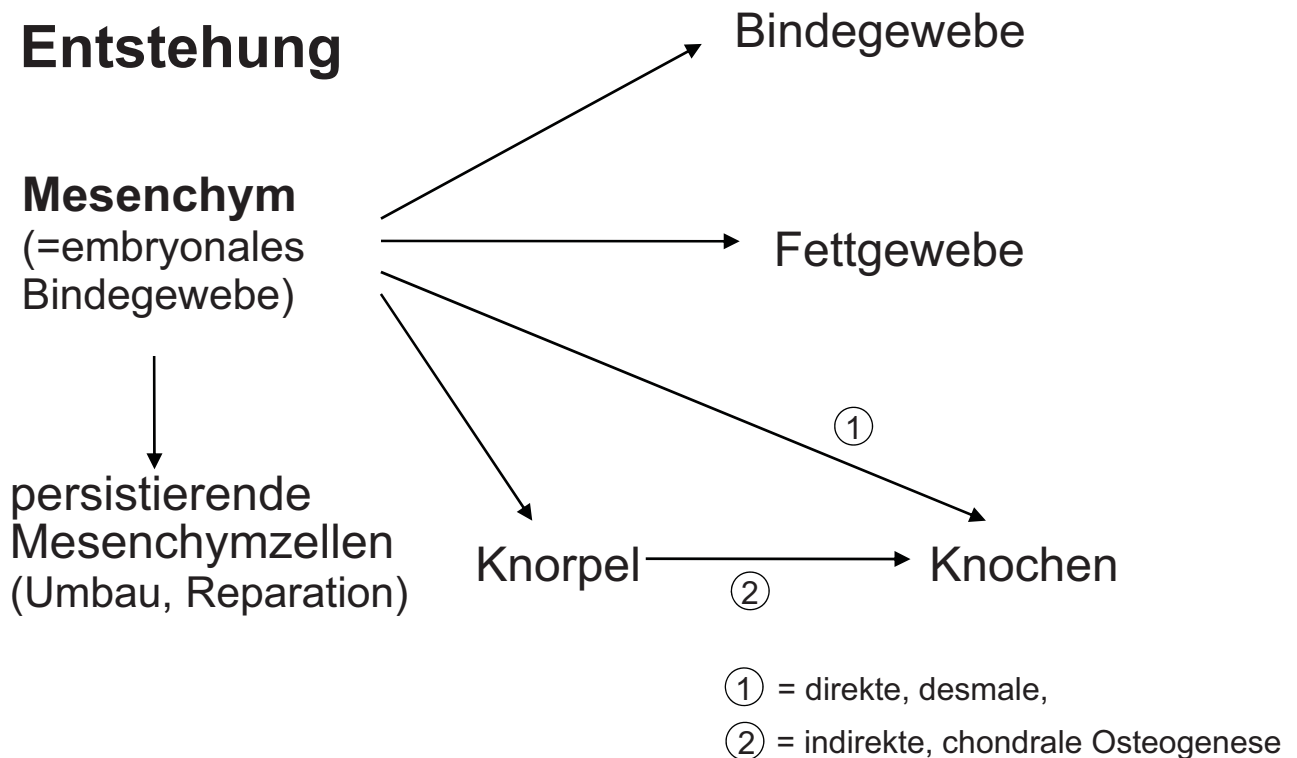 Entstehung
Bindegewebe
Mesenchym
(=embryonales
Bindegewebe)
Fettgewebe
1
persistierende
Mesenchymzellen
(Umbau, Reparation)
Knorpel
2
Knochen
1 = direkte, desmale,
2 = indirekte, chondrale Osteogenese